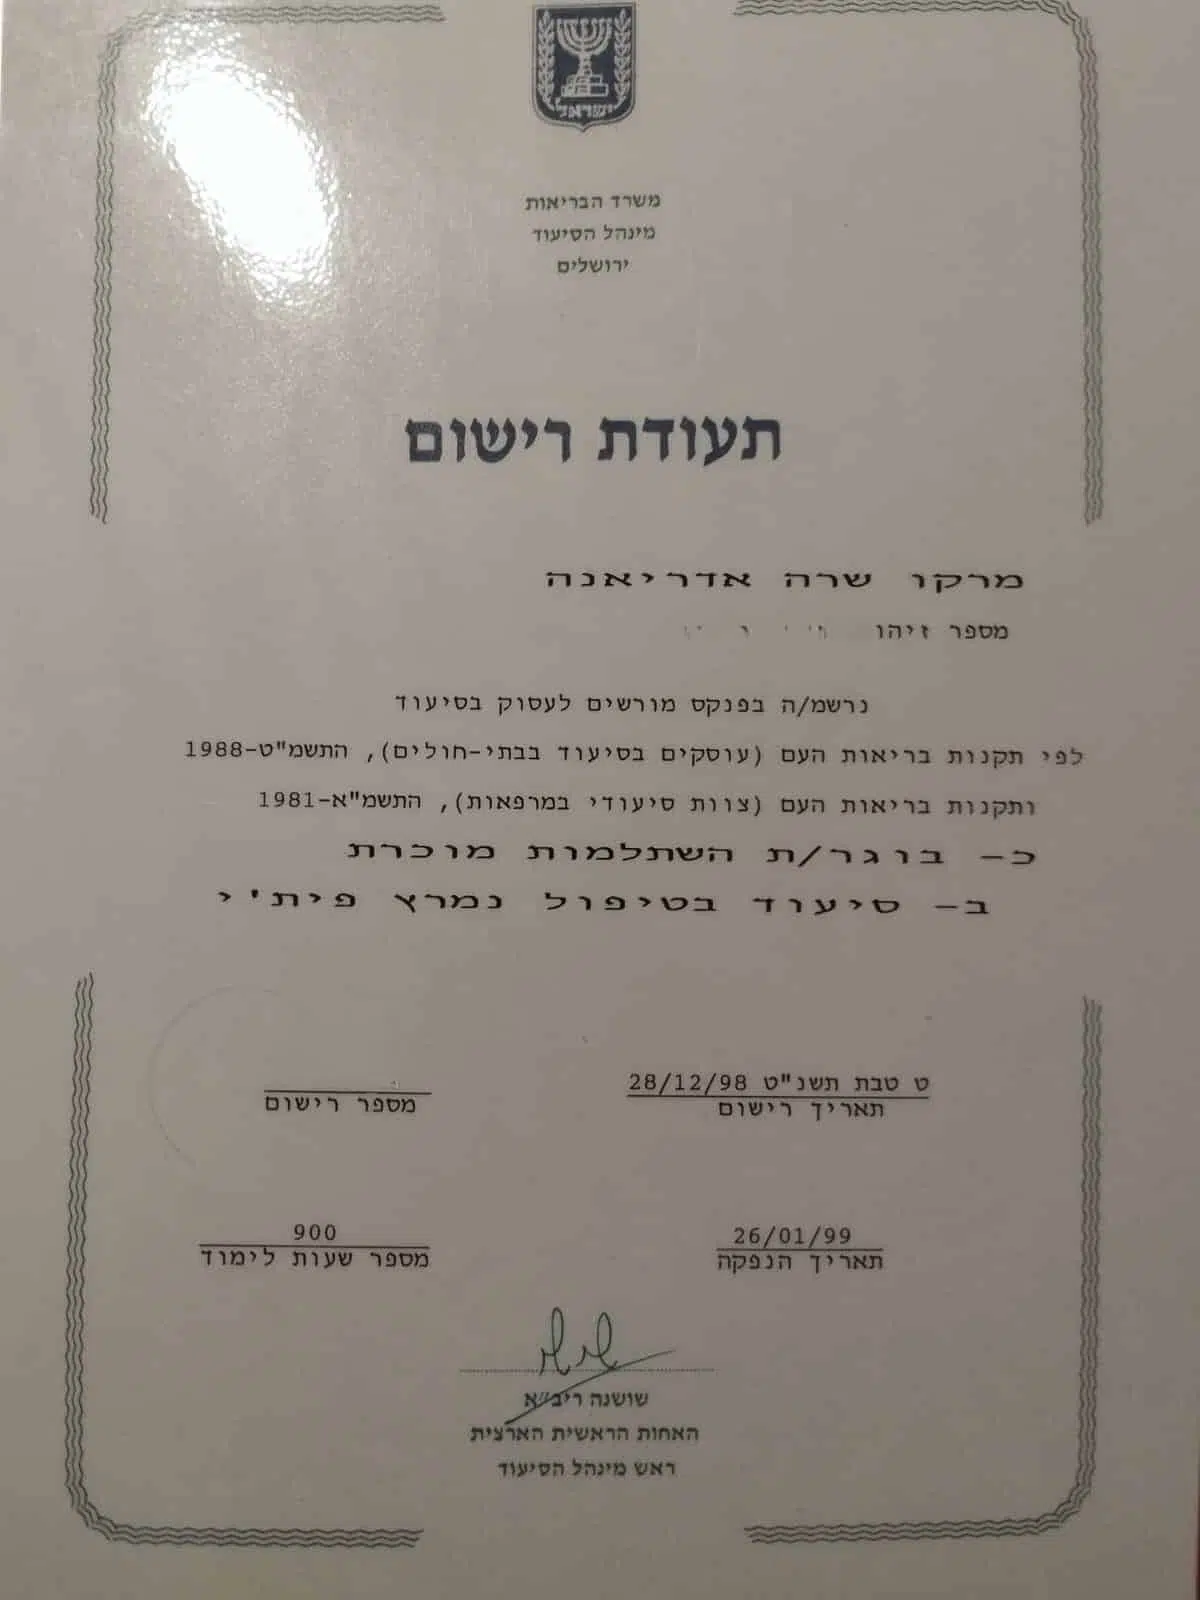 ישראל
משרד הבריאות
מינהל הסיעוד
ירושלים
תעודת רישום
מרקו שרה אדריאנה
מספר זיהו
נרשמ/ה בפנקס מורשים לעסוק בסיעוד
לפי תקנות בריאות העם (עוסקים בסיעוד בבתי-חולים), התשמ"ט-1988
ותקנות בריאות העם (צוות סיעודי במרפאות), התשמ"א-1981
כ- בוגר/ת השתלמות מוכרת
ב- סיעוד בטיפול נמרץ פית'י
ט טבת תשנ"ט 28/12/98
תאריך רישום
מספר רישום
26/01/99
תאריך הנפקה
900
מספר שעות לימוד
שושנה ריב"א
האחות הראשית הארצית
ראש מינהל הסיעוד